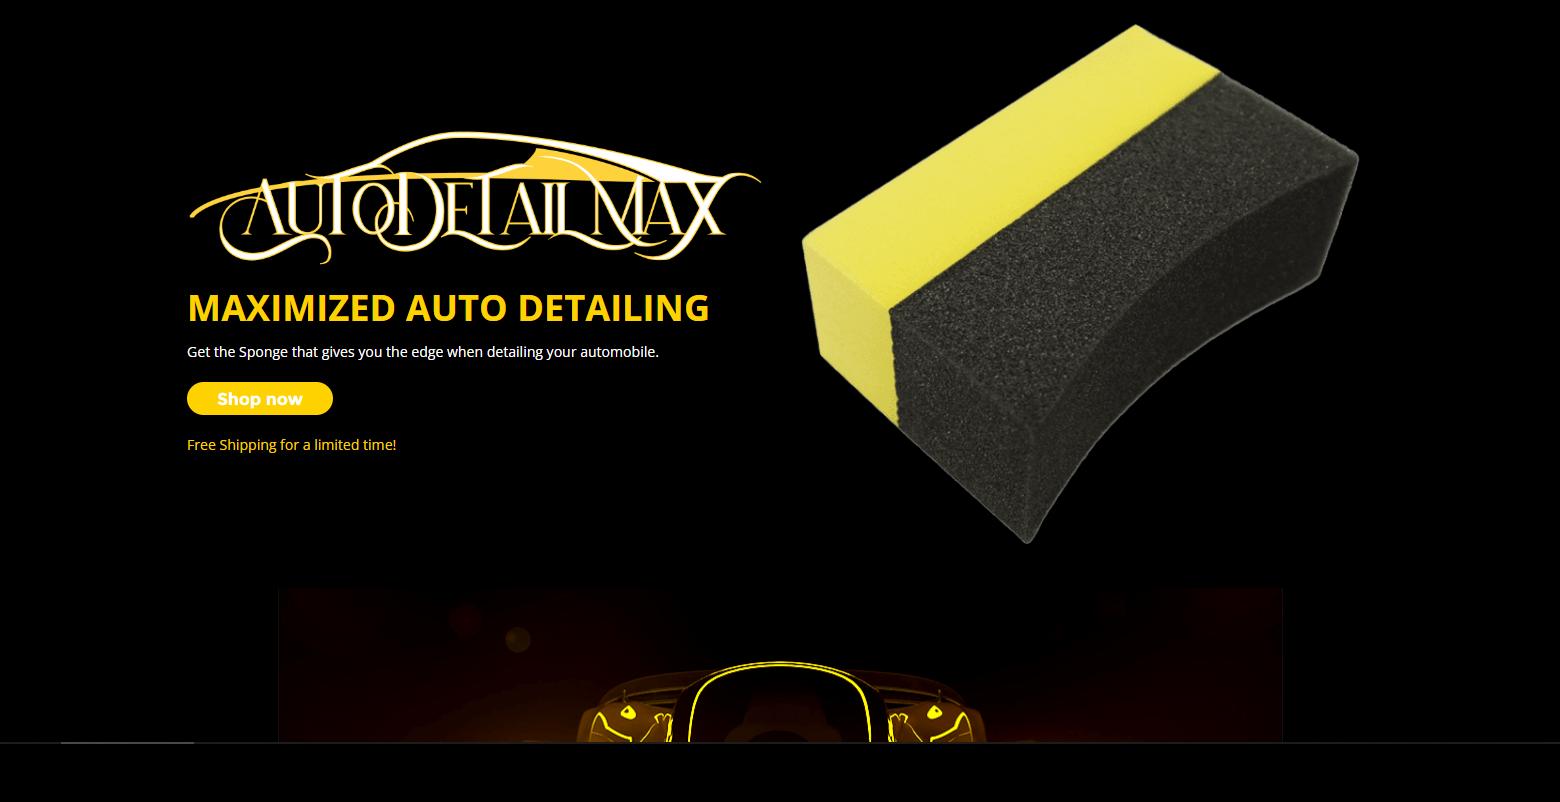 AUTODETAILMAX
MAXIMIZED AUTO DETAILING
Get the Sponge that gives you the edge when detailing your automobile.
Shop now
Free Shipping for a limited time!